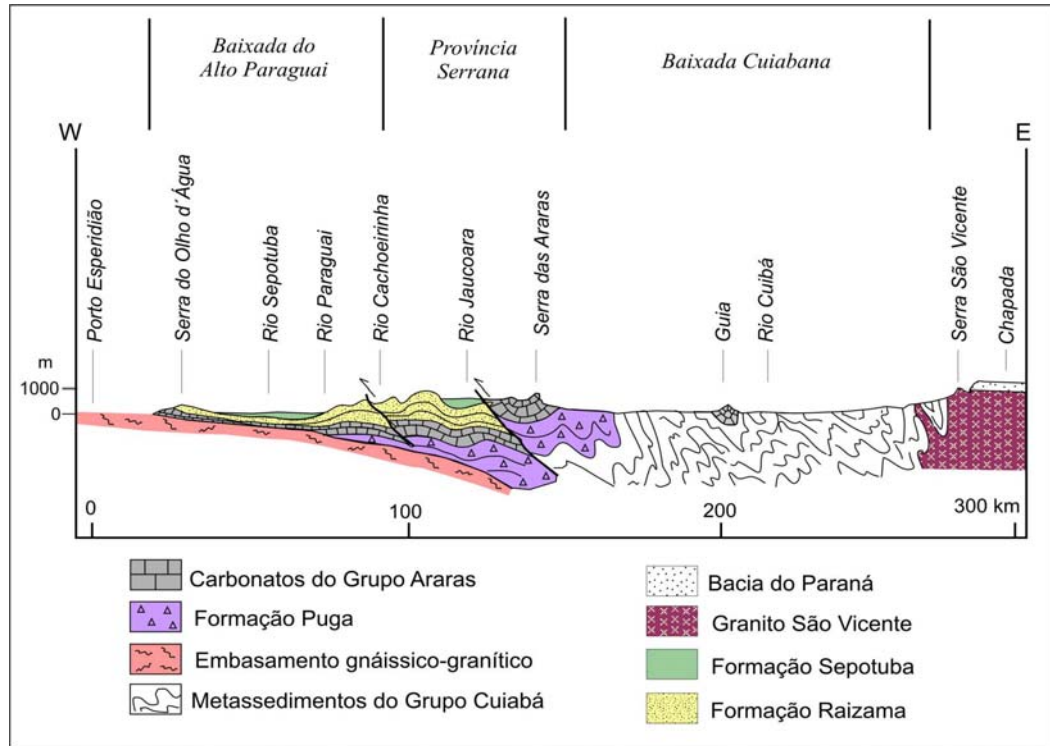 Baixada do
Alto Paraguai
Província
Serrana
Baixada Cuiabana
W
E
Porto Esperidião
Serra do Olho d´Água
Rio Sepotuba
Rio Paraguai
Rio Cachoeirinha
Rio Jaucoara
Serra das Araras
Guia
Rio Cuibá
Serra São Vicente
Chapada
m
1000
0
0
100
200
300 km
Carbonatos do Grupo Araras
Formação Puga
Embasamento gnáissico-granítico
Metassedimentos do Grupo Cuiabá
Bacia do Paraná
Granito São Vicente
Formação Sepotuba
Formação Raizama